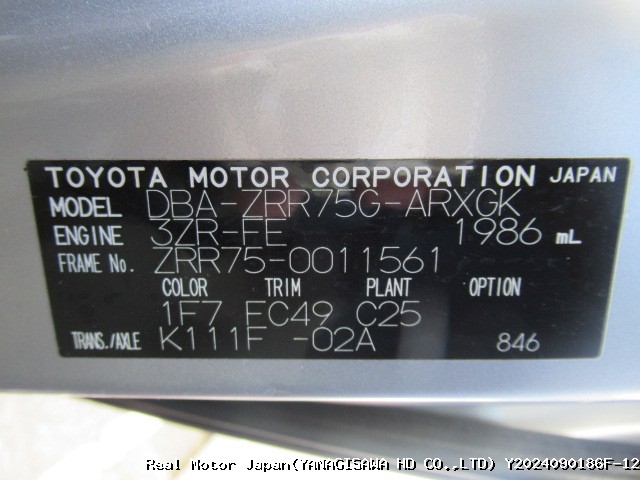 TOYOTA MOTOR CORPORATION JAPAN
MODEL DBA-ZRR75G-ARXGK
ENGINE 3ZR-FE 1986 mL
FRAME No. ZRR75-0011561
COLOR TRIM PLANT OPTION
1F7 FC49 C25
TRANS./AXLE K111F -02A 846
Real Motor Japan(YANAGISAWA HD CO.,LTD) Y2024090186F-12